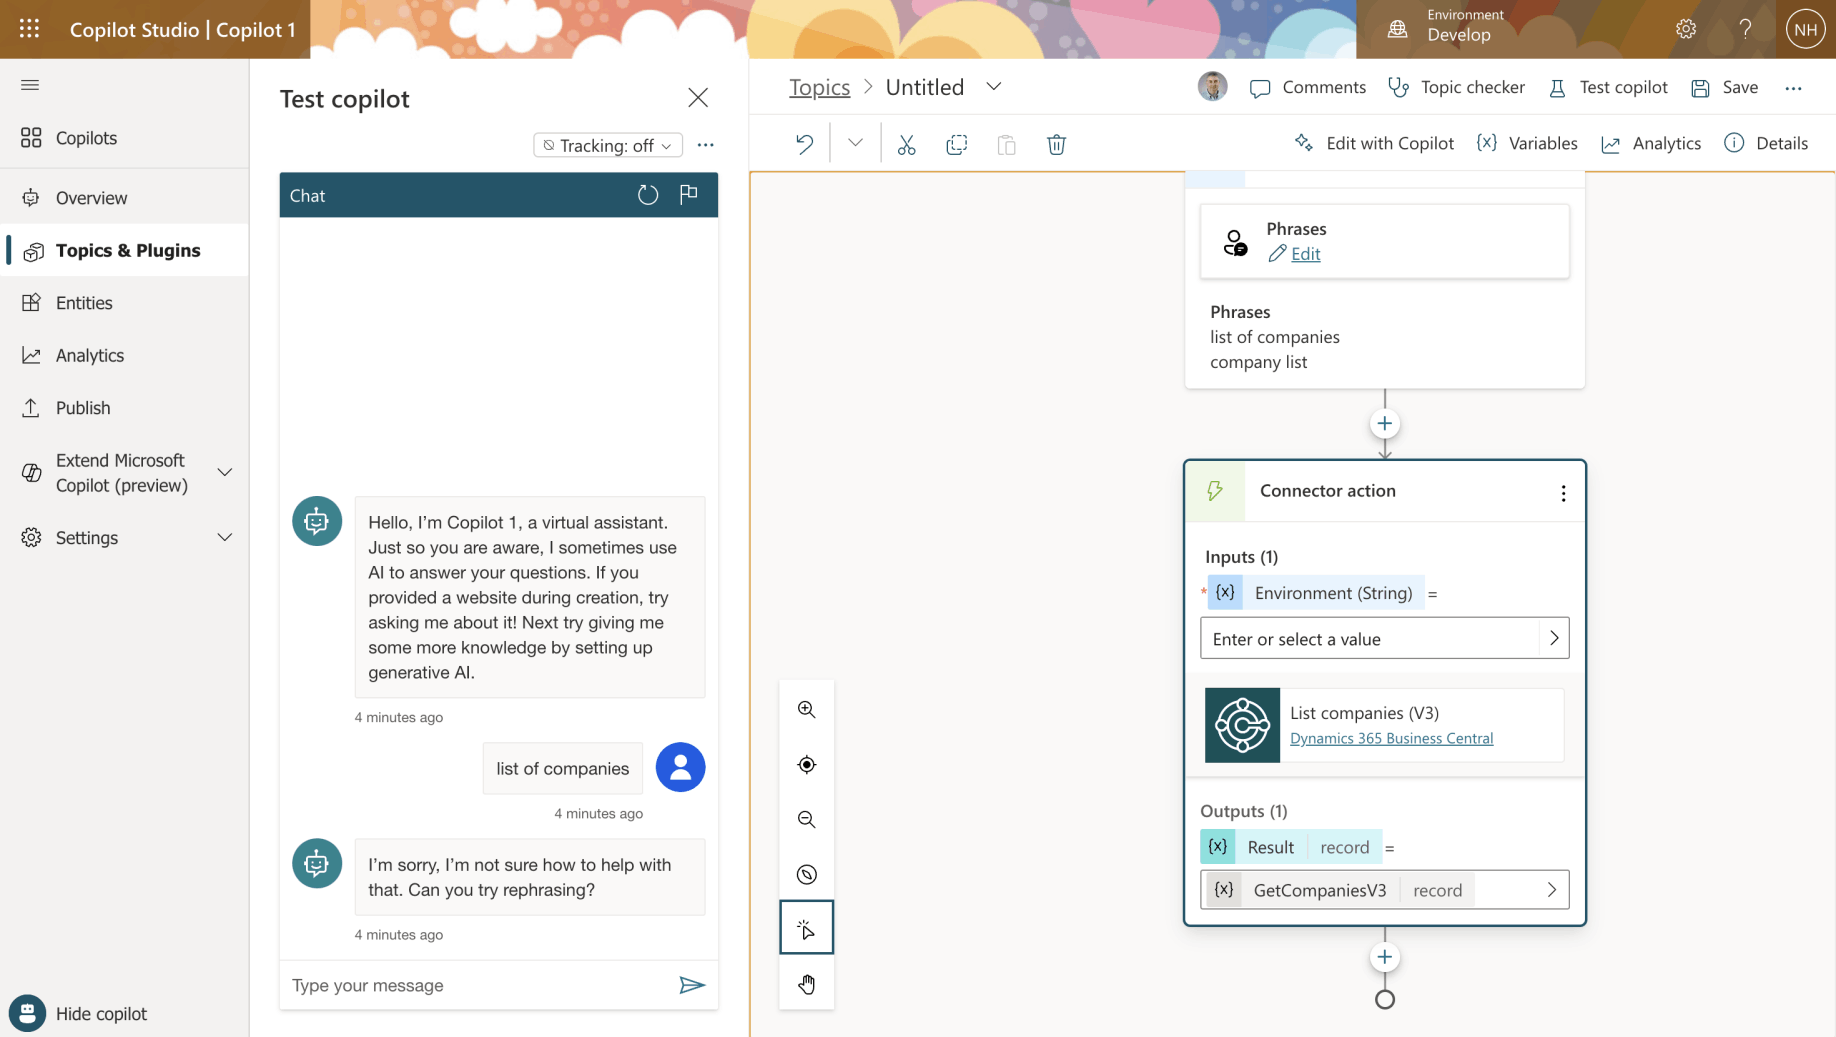 Copilot Studio | Copilot 1
Environment
Develop
?
NH
Copilots
Overview
Topics & Plugins
Entities
Analytics
Publish
Extend Microsoft
Copilot (preview)
Settings
Hide copilot
Test copilot
Tracking: off
Chat
Hello, I'm Copilot 1, a virtual assistant.
Just so you are aware, I sometimes use
AI to answer your questions. If you
provided a website during creation, try
asking me about it! Next try giving me
some more knowledge by setting up
generative AI.
4 minutes ago
list of companies
4 minutes ago
I'm sorry, I'm not sure how to help with
that. Can you try rephrasing?
4 minutes ago
Type your message
Topics > Untitled
Comments
Topic checker
Test copilot
Save
Edit with Copilot
{x} Variables
Analytics
Details
Phrases
Edit
Phrases
list of companies
company list
Connector action
Inputs (1)
* {x} Environment (String) =
Enter or select a value
List companies (V3)
Dynamics 365 Business Central
Outputs (1)
{x} Result record =
{x} GetCompaniesV3 record